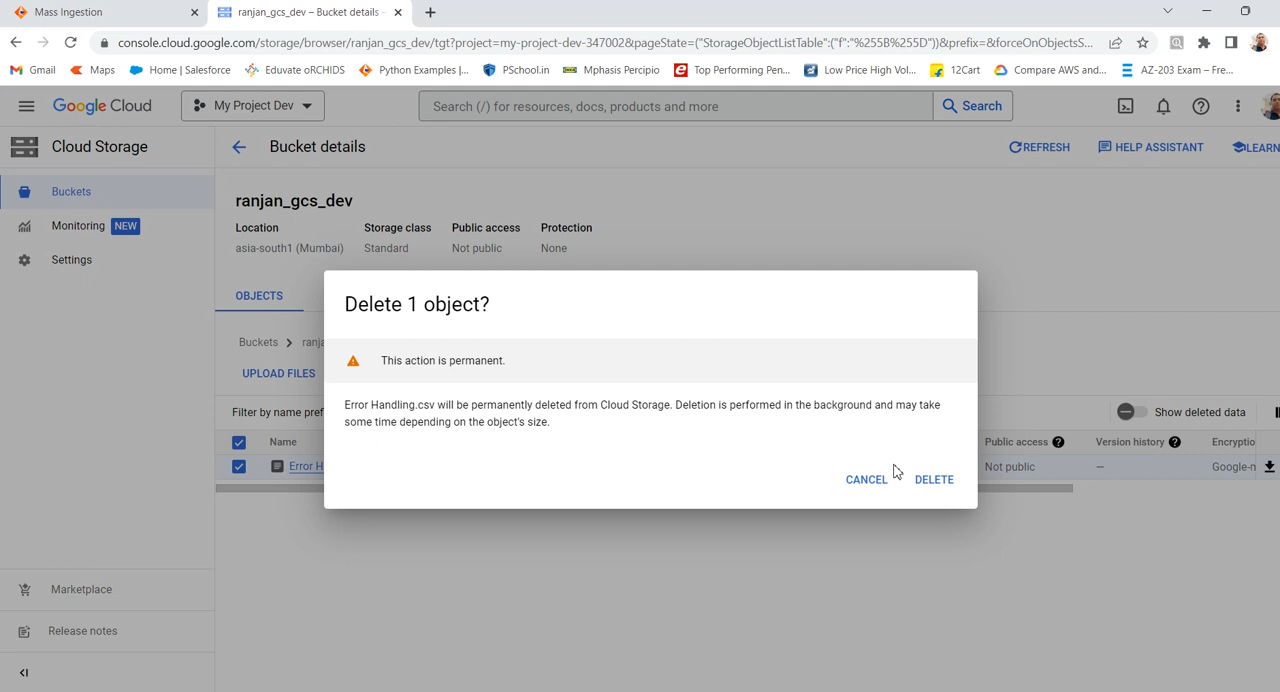 Mass Ingestion
ranjan_gcs_dev – Bucket details –
console.cloud.google.com/storage/browser/ranjan_gcs_dev/tgt?project=my-project-dev-347002&pageState=("StorageObjectListTable":("f":"%255B%255D"))&prefix=&forceOnObjectsS...
Gmail
Maps
Home | Salesforce
Eduvate oRCHIDS
Python Examples |...
PSchool.in
Mphasis Percipio
Top Performing Pen...
Low Price High Vol...
12Cart
Compare AWS and...
AZ-203 Exam – Fre...
Google Cloud
My Project Dev
Search (/) for resources, docs, products and more
Search
Cloud Storage
Bucket details
REFRESH
HELP ASSISTANT
LEARN
Buckets
Monitoring NEW
Settings
ranjan_gcs_dev
Location Storage class Public access Protection
asia-south1 (Mumbai) Standard Not public None
OBJECTS
Buckets > ranja
UPLOAD FILES
Filter by name pref
Show deleted data
Name
Public access
Version history
Encryptio
Error H
Not public
—
Google-m
Delete 1 object?
This action is permanent.
Error Handling.csv will be permanently deleted from Cloud Storage. Deletion is performed in the background and may take
some time depending on the object's size.
CANCEL
DELETE
Marketplace
Release notes